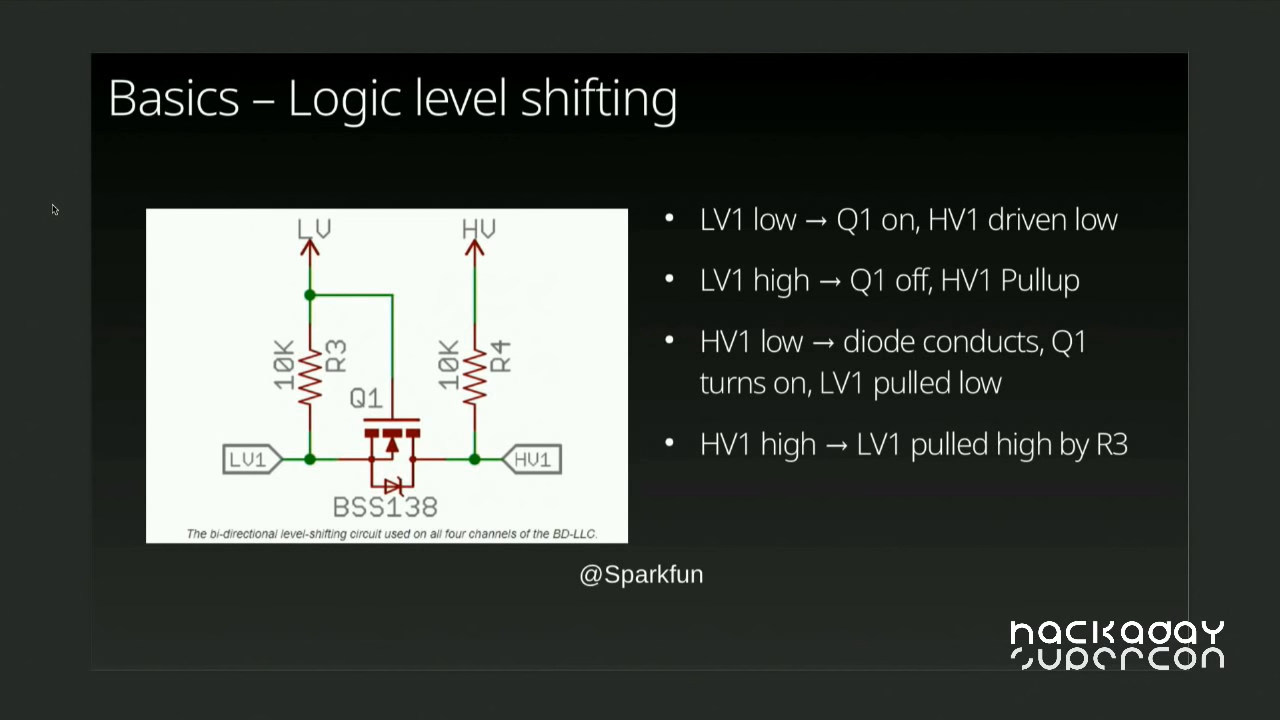 Basics – Logic level shifting
LV
HV
10K
R3
10K
R4
Q1
LV1
HV1
BSS138
The bi-directional level-shifting circuit used on all four channels of the BD-LLC.
• LV1 low → Q1 on, HV1 driven low
• LV1 high → Q1 off, HV1 Pullup
• HV1 low → diode conducts, Q1
turns on, LV1 pulled low
• HV1 high → LV1 pulled high by R3
@Sparkfun
hackaday
supercon